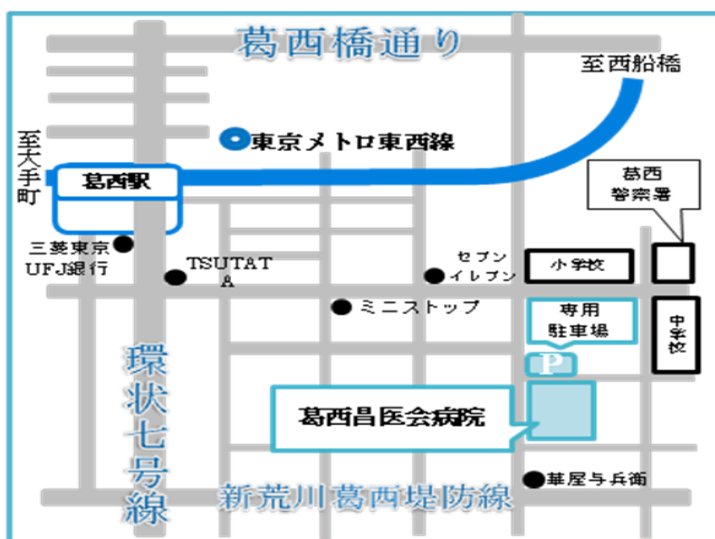 葛西橋通り
至西船橋
至大手町
東京メトロ東西線
葛西駅
葛西
警察署
三菱東京
UFJ銀行
TSUTAT
A
セブン
イレブン
小学校
ミニストップ
専用
駐車場
中学校
P
環状七号線
葛西昌医会病院
華屋与兵衛
新荒川葛西堤防線